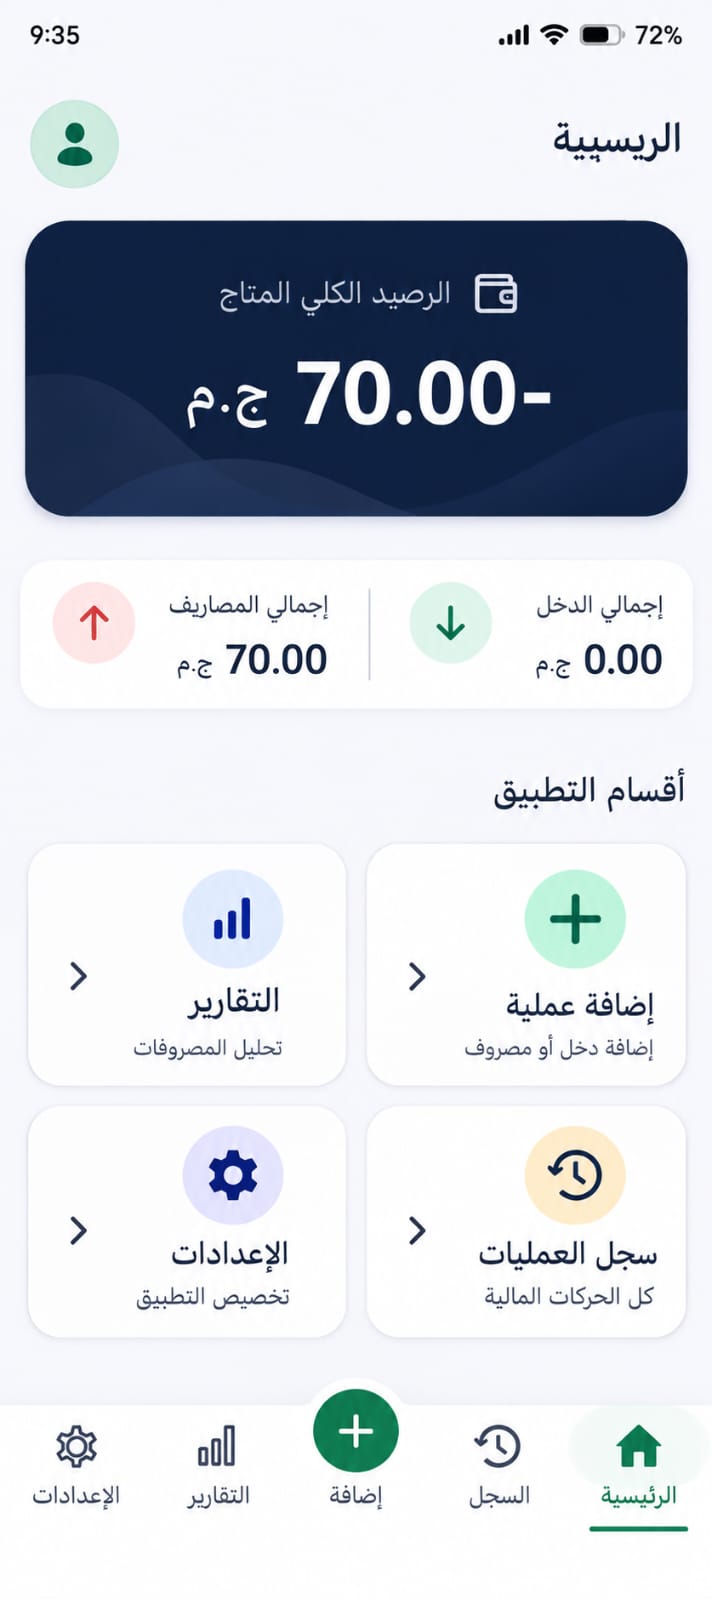 9:35
72%
الريسيية
الرصيد الكلي المتاح
-70.00 ج.م
إجمالي الدخل
0.00 ج.م
إجمالي المصاريف
70.00 ج.م
أقسام التطبيق
إضافة عملية
إضافة دخل أو مصروف
التقارير
تحليل المصروفات
سجل العمليات
كل الحركات المالية
الإعدادات
تخصيص التطبيق
الرئيسية
السجل
إضافة
التقارير
الإعدادات